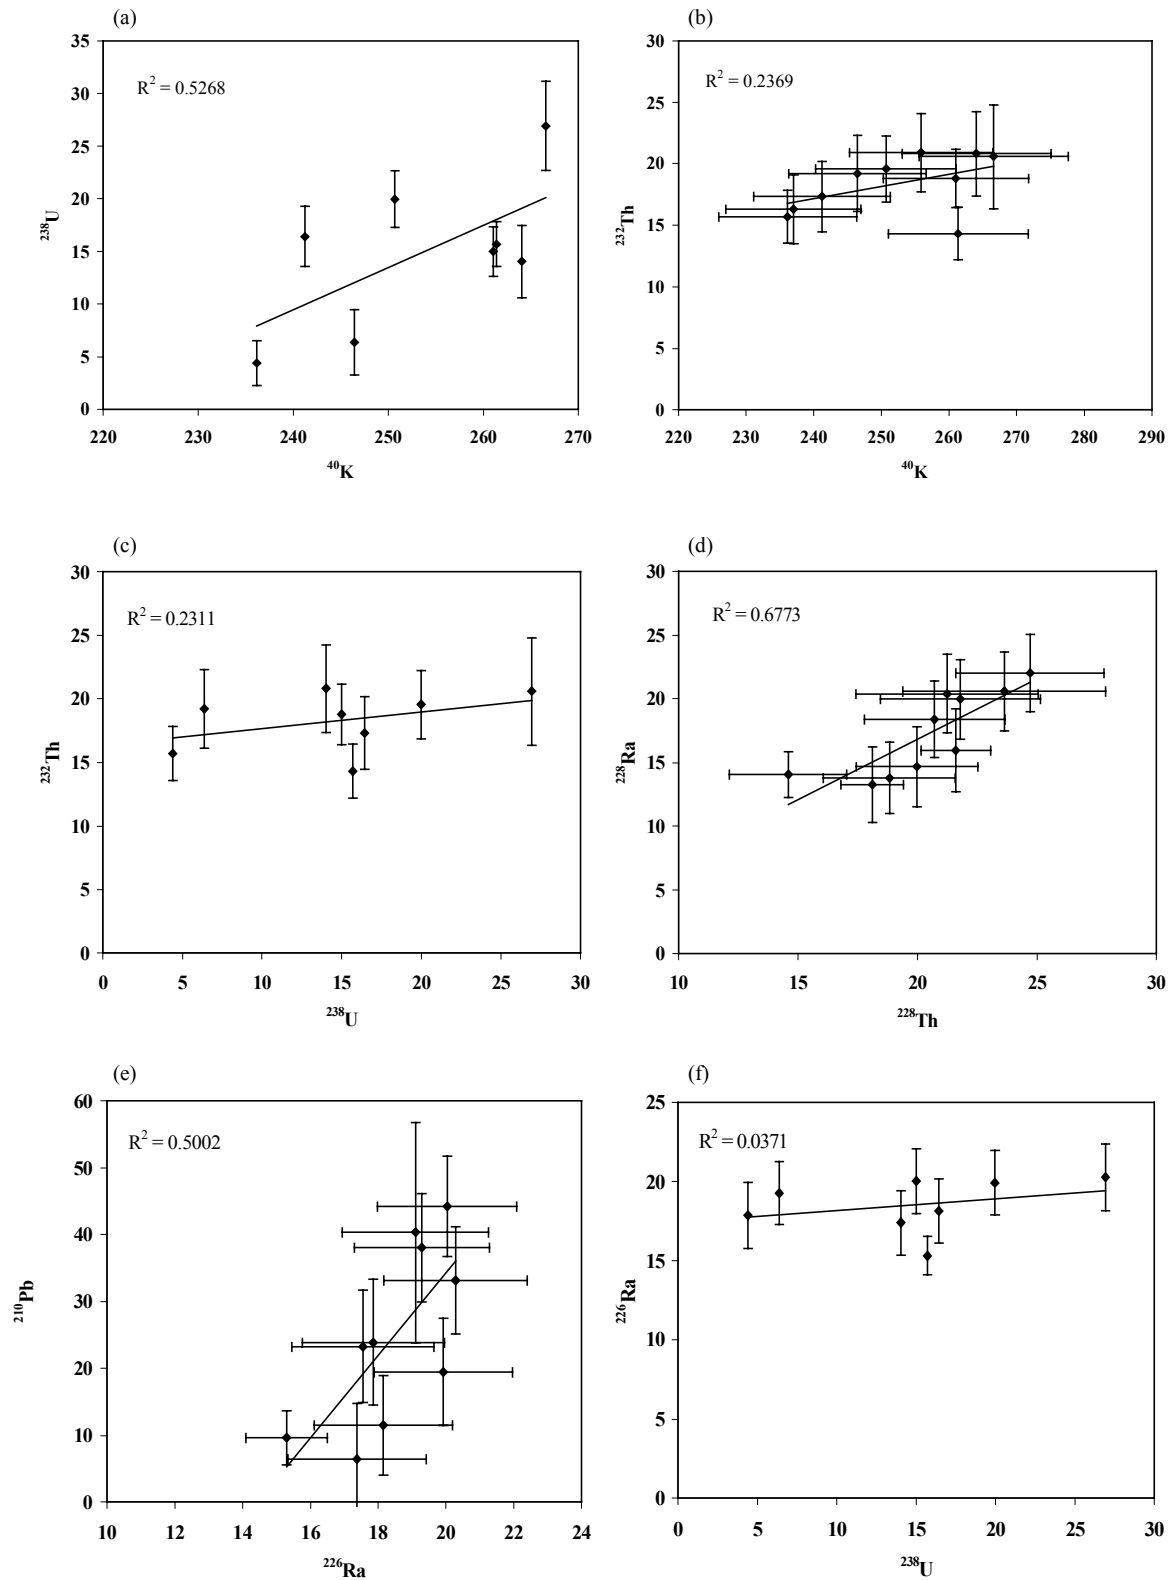 (a)
35
30
25
20
15
10
5
0
R² = 0.5268
²³⁸U
220 230 240 250 260 270
⁴⁰K
(b)
30
25
20
15
10
5
0
R² = 0.2369
²³²Th
220 230 240 250 260 270 280 290
⁴⁰K
(c)
30
25
20
15
10
5
0
R² = 0.2311
²³²Th
0 5 10 15 20 25 30
²³⁸U
(d)
30
25
20
15
10
5
0
R² = 0.6773
²²⁸Ra
10 15 20 25 30
²²⁸Th
(e)
60
50
40
30
20
10
0
R² = 0.5002
²¹⁰Pb
10 12 14 16 18 20 22 24
²²⁶Ra
(f)
25
20
15
10
5
0
R² = 0.0371
²²⁶Ra
0 5 10 15 20 25 30
²³⁸U